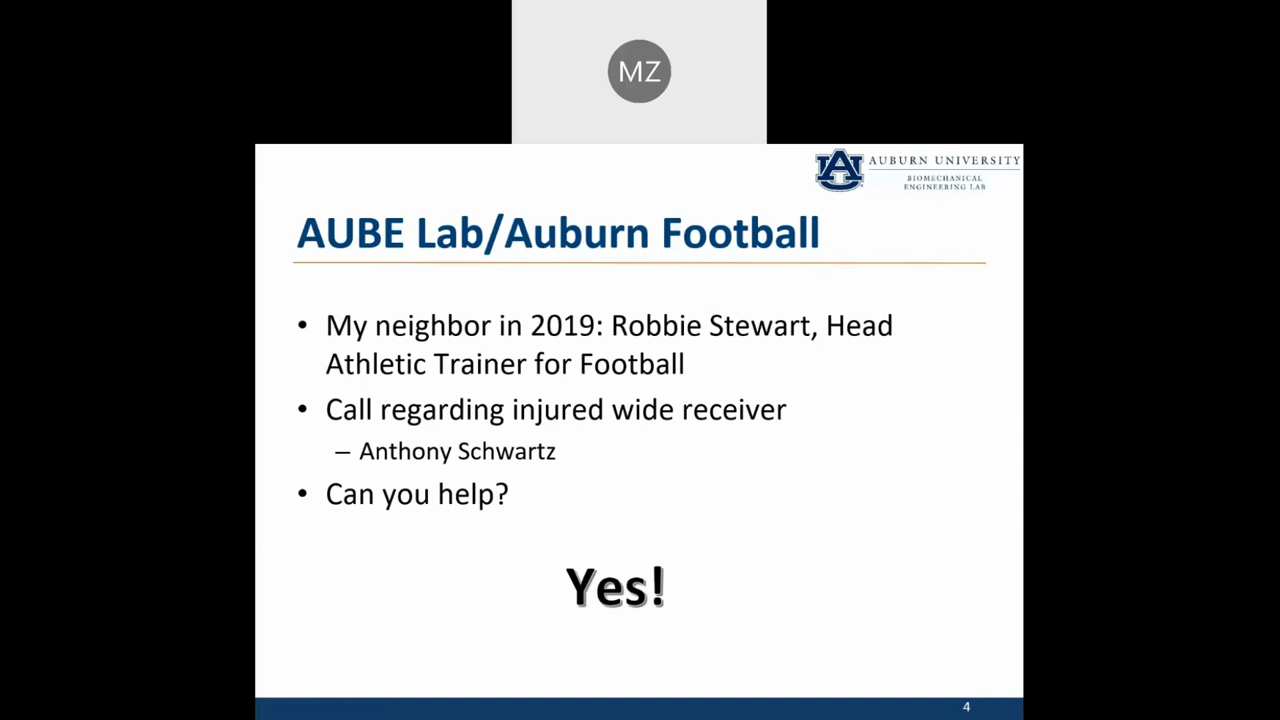 MZ
AUBURN UNIVERSITY
BIOMECHANICAL
ENGINEERING LAB
AUBE Lab/Auburn Football
• My neighbor in 2019: Robbie Stewart, Head
Athletic Trainer for Football
• Call regarding injured wide receiver
– Anthony Schwartz
• Can you help?
Yes!
4